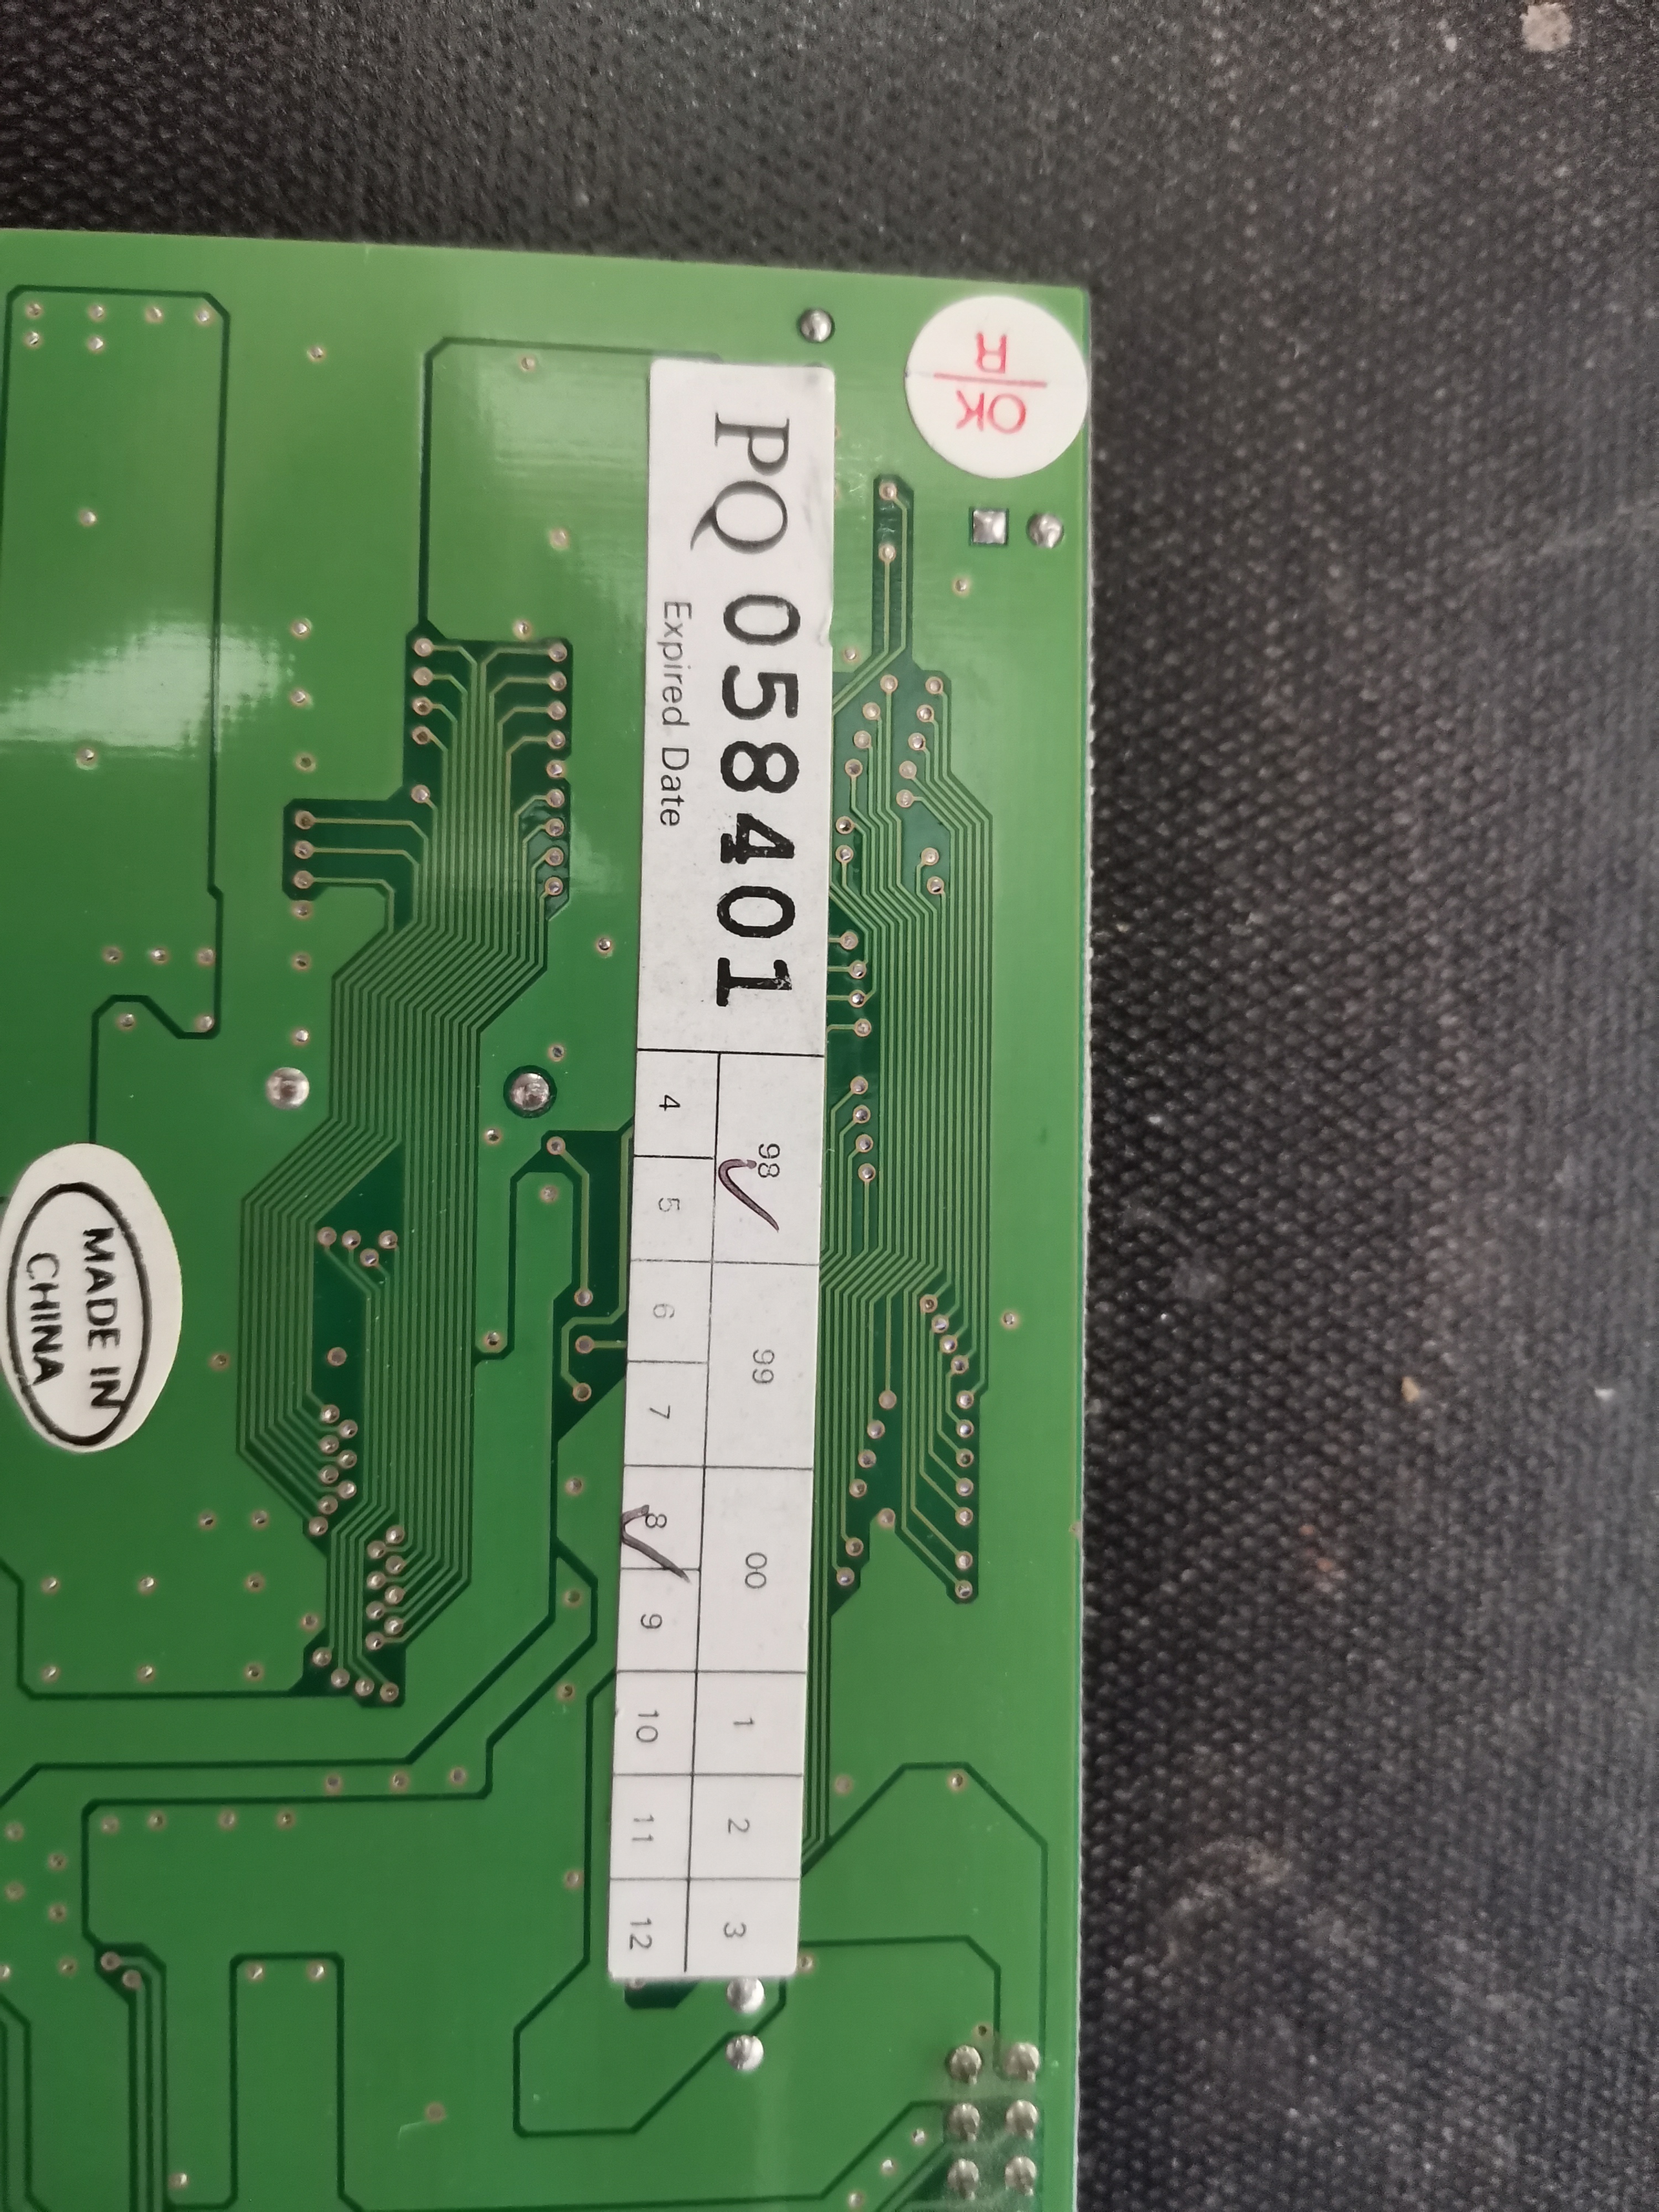 R
OK
PQ 058401
Expired Date
98 99 00 1 2 3
4 5 6 7 8 9 10 11 12
MADE IN
CHINA